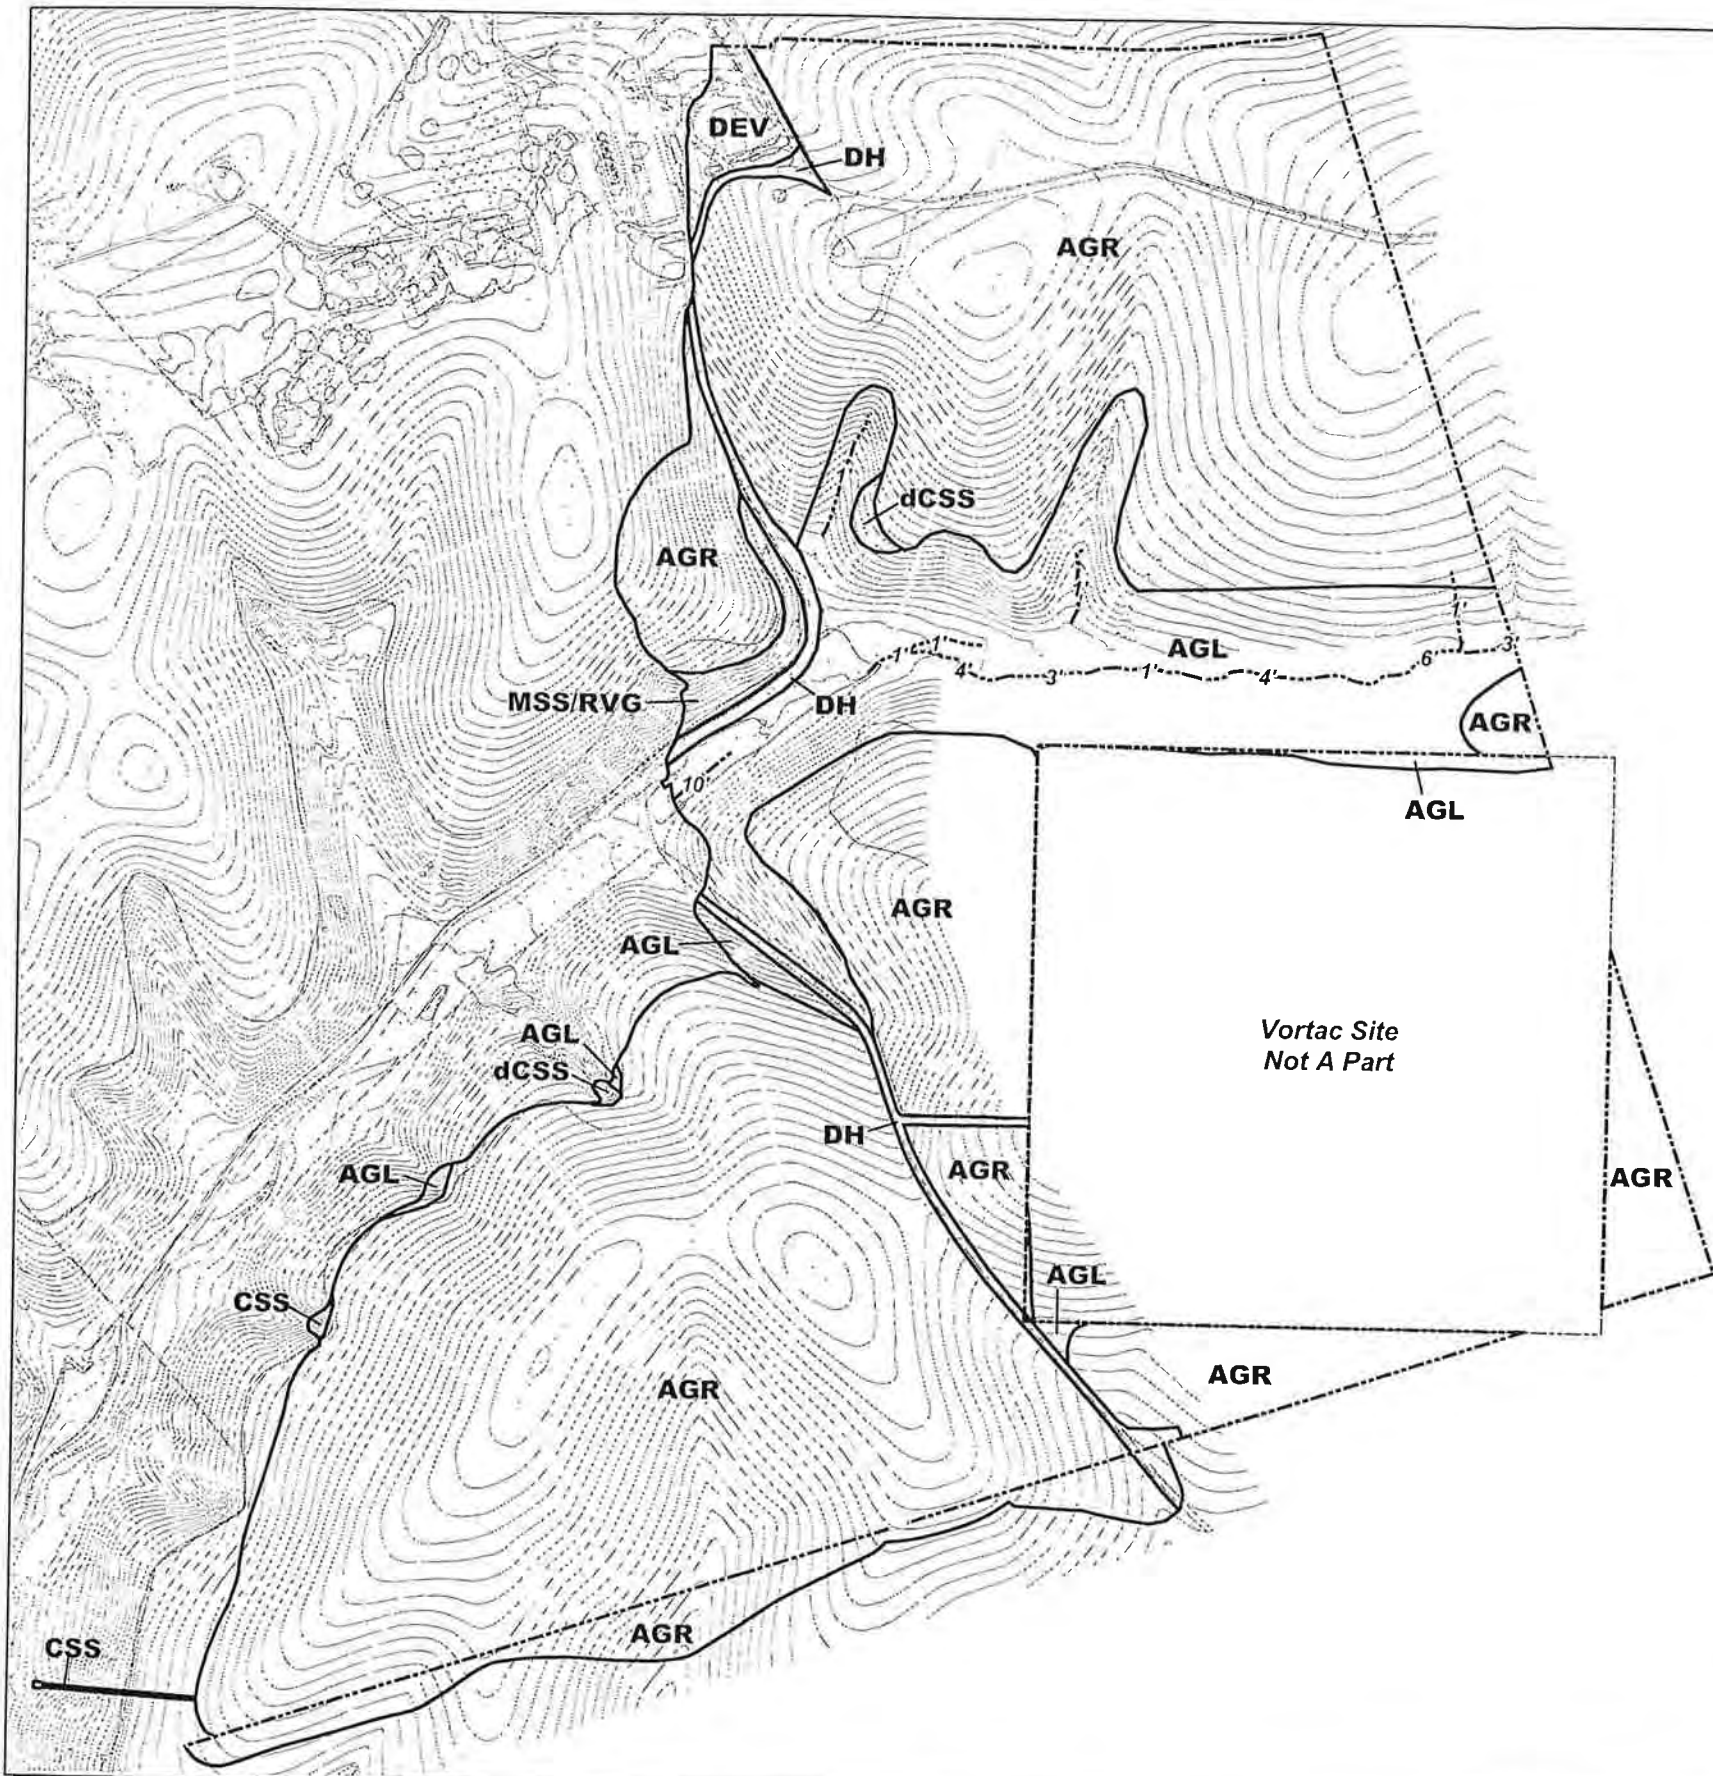 DEV
DH
AGR
dCSS
AGR
1'
1'
AGL
6'
3'
4'
3'
1'
4'
MSS/RVG
DH
AGR
10'
AGL
AGR
AGL
Vortac Site
Not A Part
AGL
dCSS
DH
AGR
AGL
AGR
AGL
CSS
AGR
AGR
AGR
CSS